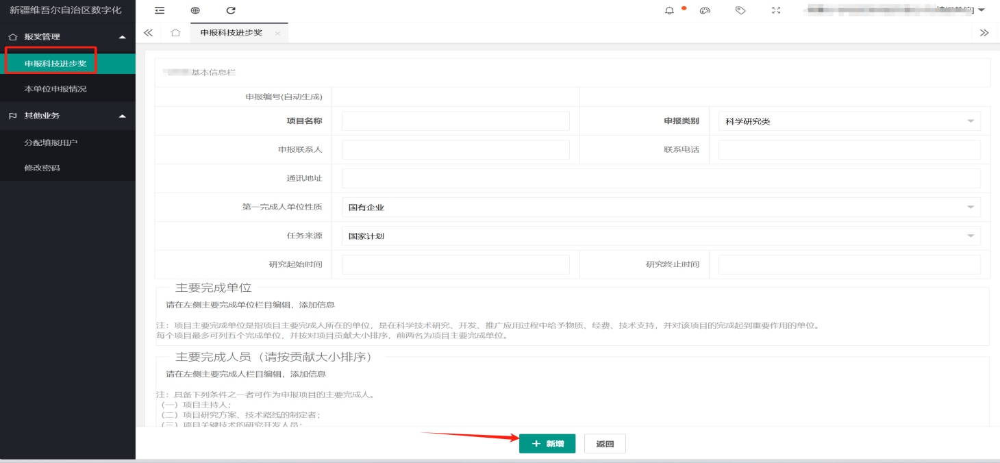 新疆维吾尔自治区数字化
报奖管理
申报科技进步奖
本单位申报情况
其他业务
分配填报用户
修改密码
申报科技进步奖
基本信息栏
申报编号(自动生成)
项目名称
申报类别 科学研究类
申报联系人
联系电话
通讯地址
第一完成人单位性质 国有企业
任务来源 国家计划
研究起始时间
研究终止时间
主要完成单位
请在左侧主要完成单位栏目编辑，添加信息
注：项目主要完成单位是指项目主要完成人所在的单位，是在科学技术研究、开发、推广应用过程中给予物质、经费、技术支持，并对该项目的完成起到重要作用的单位。
每个项目最多可列五个完成单位，并按对项目贡献大小排序，前两名为项目主要完成单位。
主要完成人员（请按贡献大小排序）
请在左侧主要完成人栏目编辑，添加信息
注：具备下列条件之一者可作为申报项目的主要完成人。
（一）项目主持人；
（二）项目研究方案、技术路线的制定者；
（三）项目关键技术的研究开发人员；
新增
返回